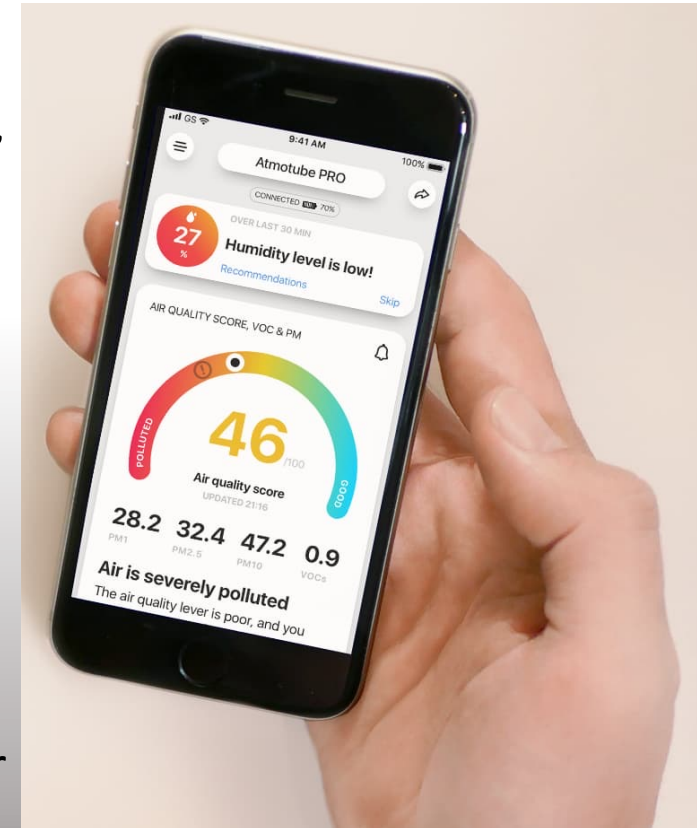 GS
9:41 AM
100%
Atmotube PRO
CONNECTED 70%
OVER LAST 30 MIN
27
%
Humidity level is low!
Recommendations
Skip
AIR QUALITY SCORE, VOC & PM
POLLUTED
46
/100
GOOD
Air quality score
UPDATED 21:16
28.2 32.4 47.2 0.9
PM1 PM2.5 PM10 VOCs
Air is severely polluted
The air quality lever is poor, and you